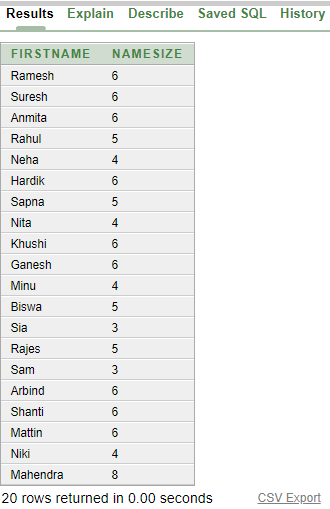 Results Explain Describe Saved SQL History
FIRSTNAME NAMESIZE
Ramesh 6
Suresh 6
Anmita 6
Rahul 5
Neha 4
Hardik 6
Sapna 5
Nita 4
Khushi 6
Ganesh 6
Minu 4
Biswa 5
Sia 3
Rajes 5
Sam 3
Arbind 6
Shanti 6
Mattin 6
Niki 4
Mahendra 8
20 rows returned in 0.00 seconds CSV Export